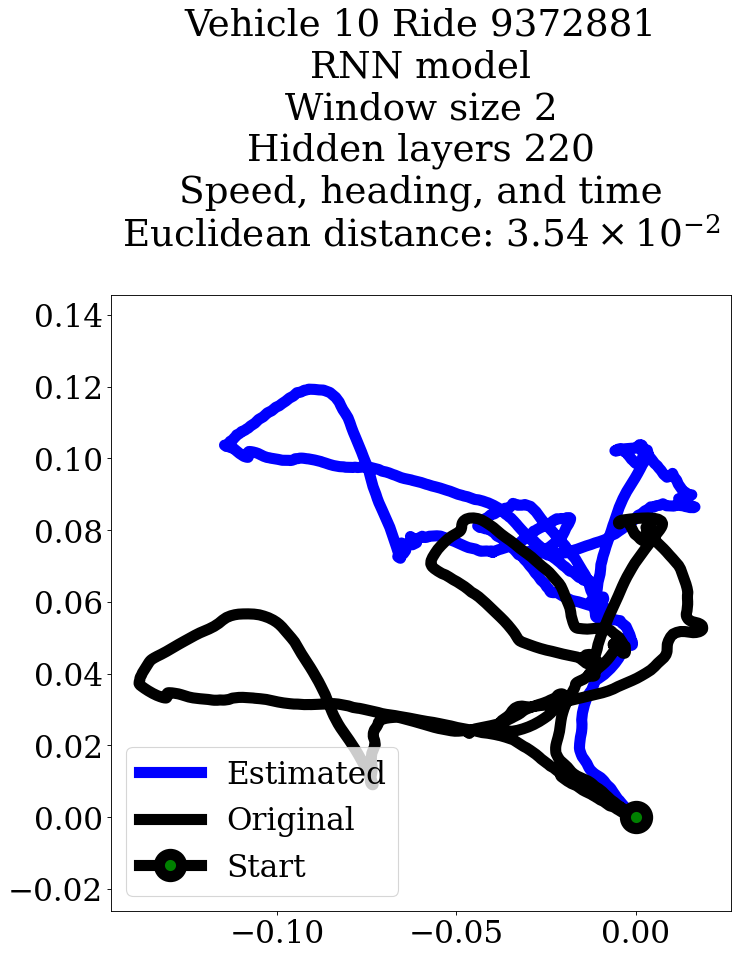 Vehicle 10 Ride 9372881
RNN model
Window size 2
Hidden layers 220
Speed, heading, and time
Euclidean distance: 3.54 × 10⁻²
0.14
0.12
0.10
0.08
0.06
0.04
0.02
0.00
−0.02
Estimated
Original
Start
−0.10
−0.05
0.00